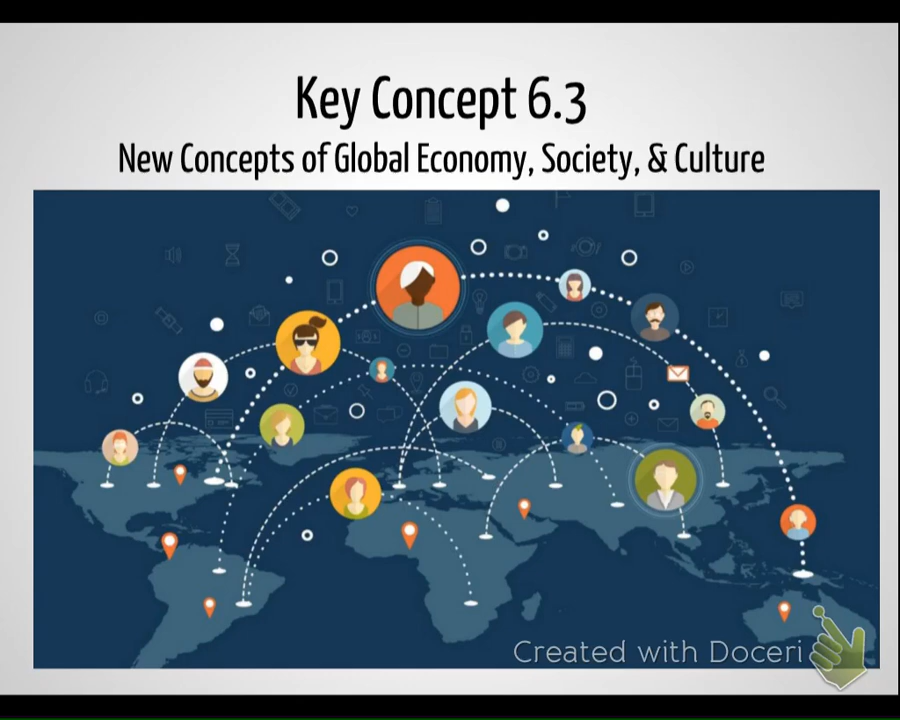 Key Concept 6.3
New Concepts of Global Economy, Society, & Culture
Created with Doceri